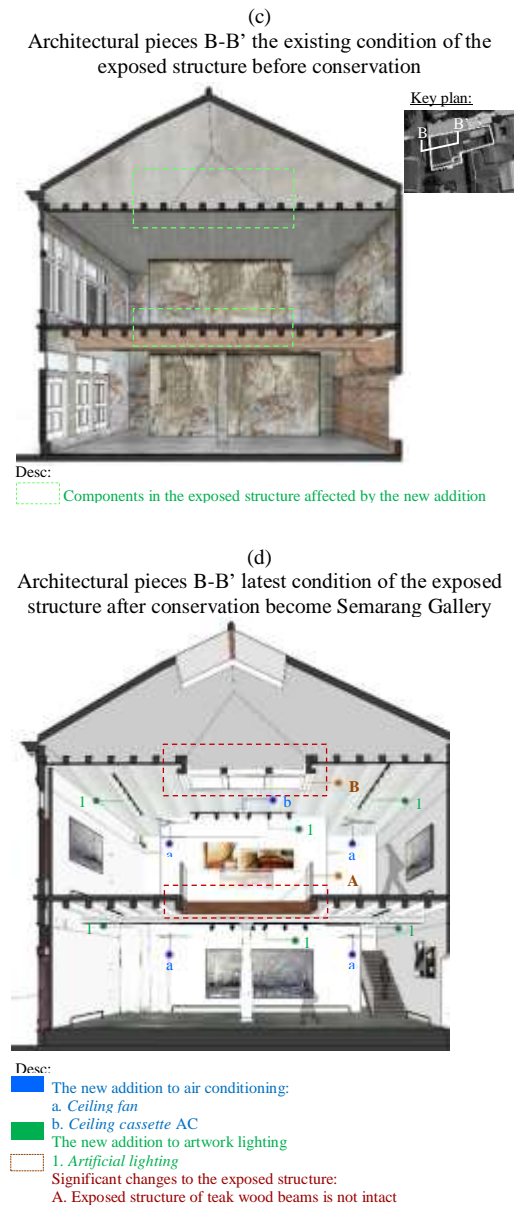 (c)
Architectural pieces B-B’ the existing condition of the
exposed structure before conservation
Key plan:
B
B’
Desc:
Components in the exposed structure affected by the new addition
(d)
Architectural pieces B-B’ latest condition of the exposed
structure after conservation become Semarang Gallery
B
1
b
1
1
a
a
A
1
1
1
a
a
Desc:
The new addition to air conditioning:
a. Ceiling fan
b. Ceiling cassette AC
The new addition to artwork lighting
1. Artificial lighting
Significant changes to the exposed structure:
A. Exposed structure of teak wood beams is not intact